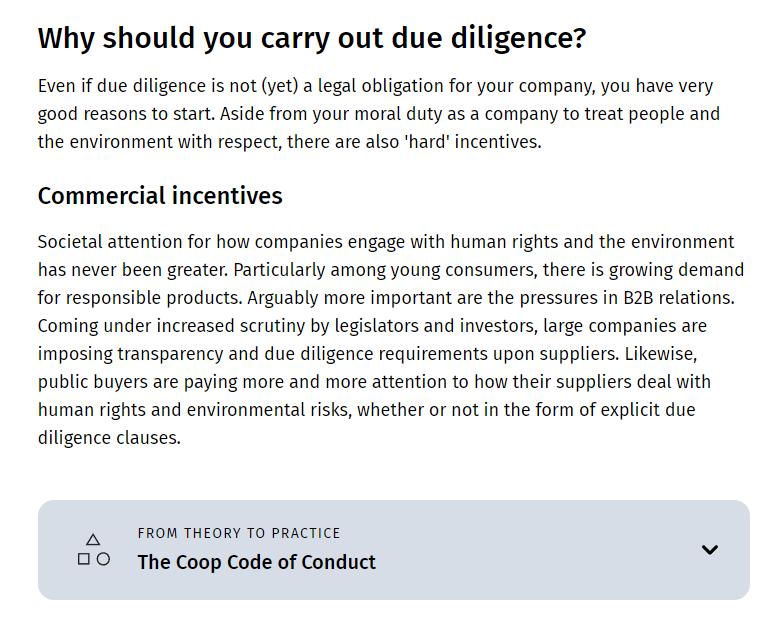 Why should you carry out due diligence?
Even if due diligence is not (yet) a legal obligation for your company, you have very
good reasons to start. Aside from your moral duty as a company to treat people and
the environment with respect, there are also 'hard' incentives.
Commercial incentives
Societal attention for how companies engage with human rights and the environment
has never been greater. Particularly among young consumers, there is growing demand
for responsible products. Arguably more important are the pressures in B2B relations.
Coming under increased scrutiny by legislators and investors, large companies are
imposing transparency and due diligence requirements upon suppliers. Likewise,
public buyers are paying more and more attention to how their suppliers deal with
human rights and environmental risks, whether or not in the form of explicit due
diligence clauses.
FROM THEORY TO PRACTICE
The Coop Code of Conduct